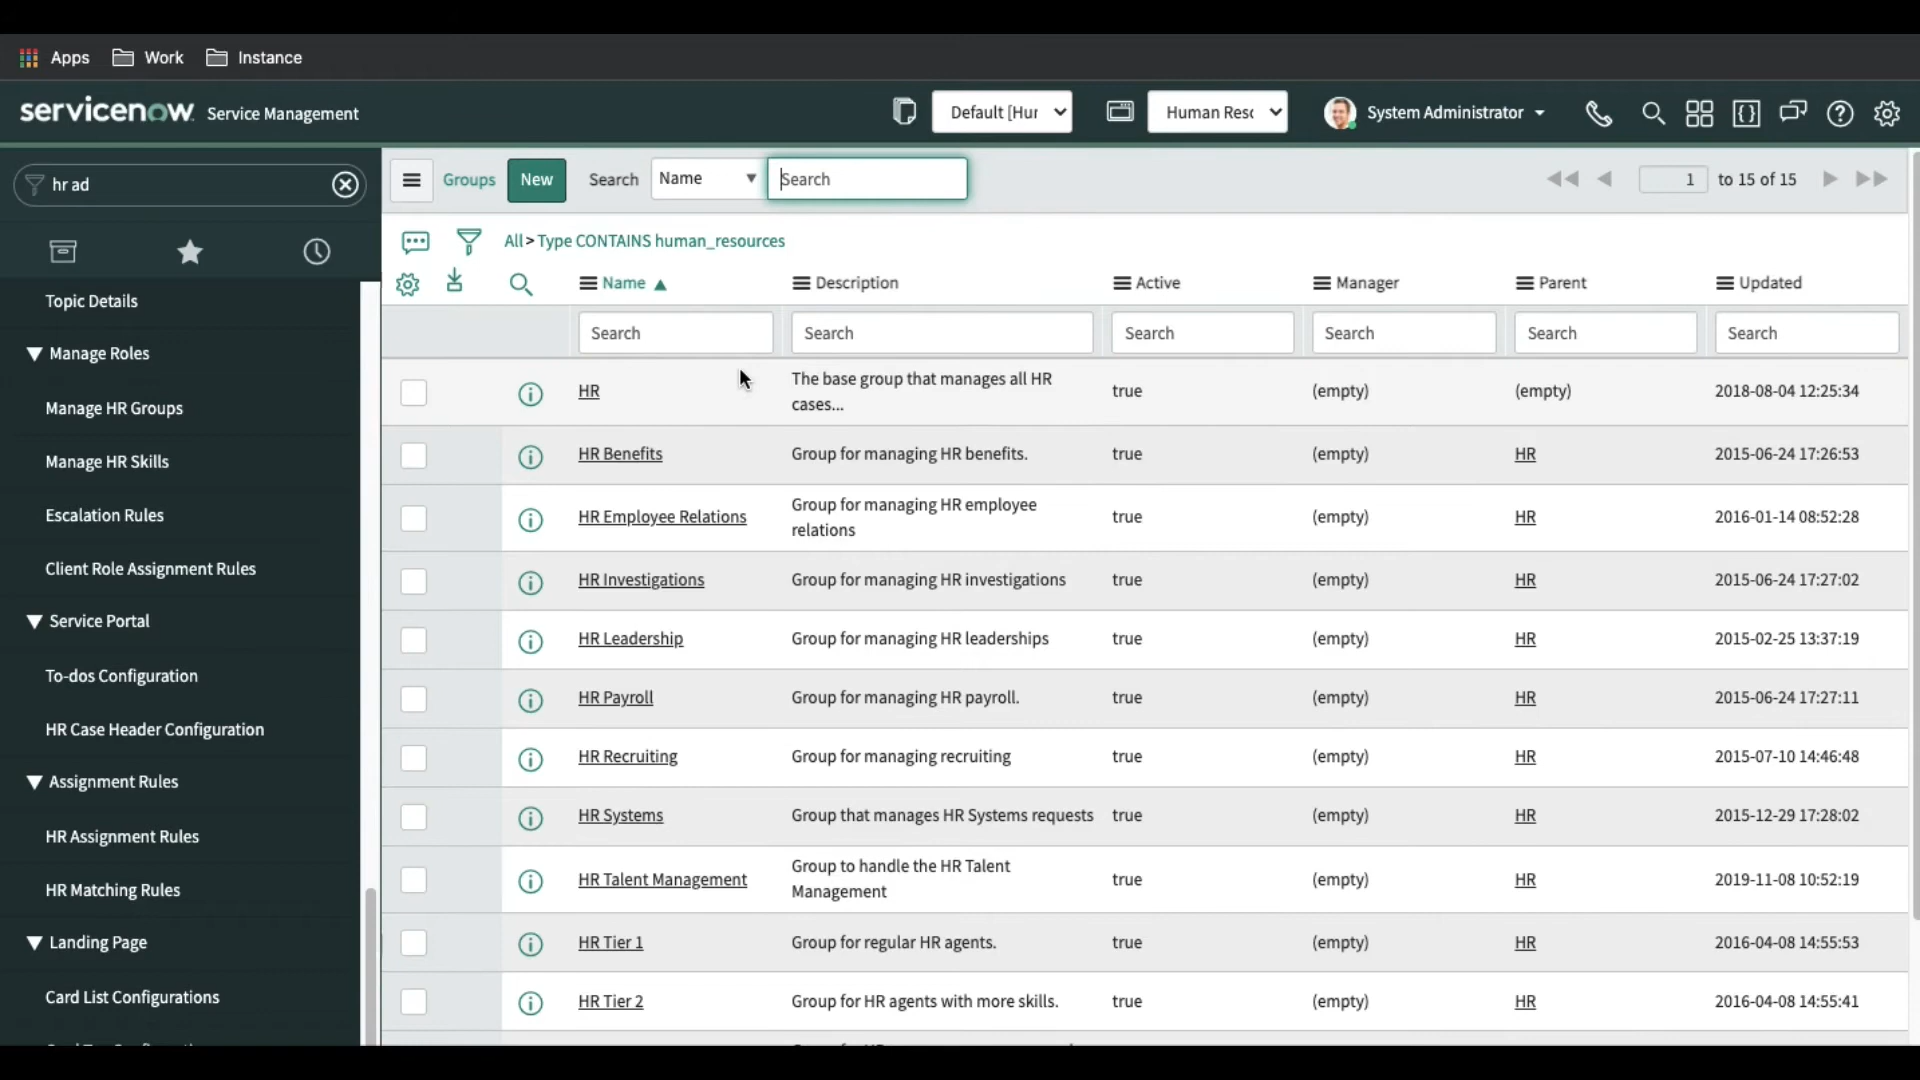 Apps Work Instance
servicenow Service Management Default [Hur Human Resc System Administrator
hr ad
Groups New Search Name Search 1 to 15 of 15
All > Type CONTAINS human_resources
Name Description Active Manager Parent Updated
Search Search Search Search Search Search
HR The base group that manages all HR cases... true (empty) (empty) 2018-08-04 12:25:34
HR Benefits Group for managing HR benefits. true (empty) HR 2015-06-24 17:26:53
HR Employee Relations Group for managing HR employee relations true (empty) HR 2016-01-14 08:52:28
HR Investigations Group for managing HR investigations true (empty) HR 2015-06-24 17:27:02
HR Leadership Group for managing HR leaderships true (empty) HR 2015-02-25 13:37:19
HR Payroll Group for managing HR payroll. true (empty) HR 2015-06-24 17:27:11
HR Recruiting Group for managing recruiting true (empty) HR 2015-07-10 14:46:48
HR Systems Group that manages HR Systems requests true (empty) HR 2015-12-29 17:28:02
HR Talent Management Group to handle the HR Talent Management true (empty) HR 2019-11-08 10:52:19
HR Tier 1 Group for regular HR agents. true (empty) HR 2016-04-08 14:55:53
HR Tier 2 Group for HR agents with more skills. true (empty) HR 2016-04-08 14:55:41
Topic Details
Manage Roles
Manage HR Groups
Manage HR Skills
Escalation Rules
Client Role Assignment Rules
Service Portal
To-dos Configuration
HR Case Header Configuration
Assignment Rules
HR Assignment Rules
HR Matching Rules
Landing Page
Card List Configurations